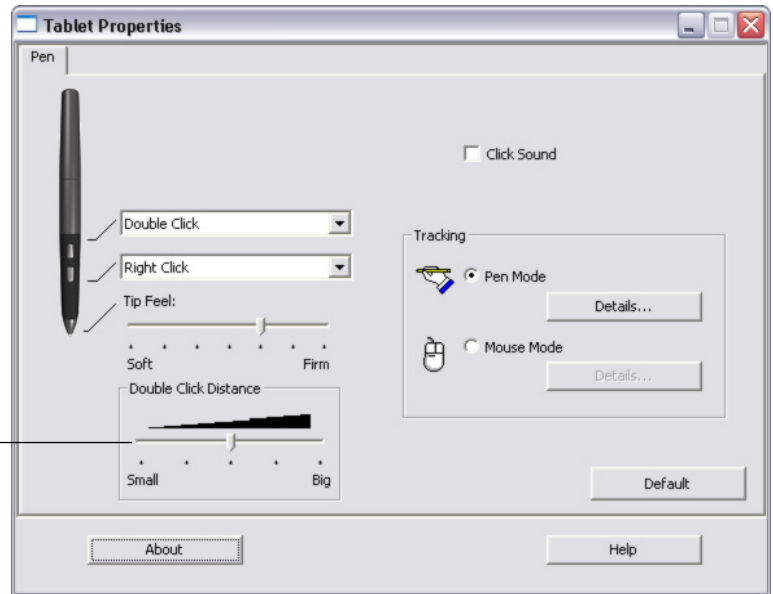 Tablet Properties
Pen
Click Sound
Double Click
Right Click
Tip Feel:
Soft Firm
Double Click Distance
Small Big
Tracking
Pen Mode
Details...
Mouse Mode
Details...
Default
About
Help